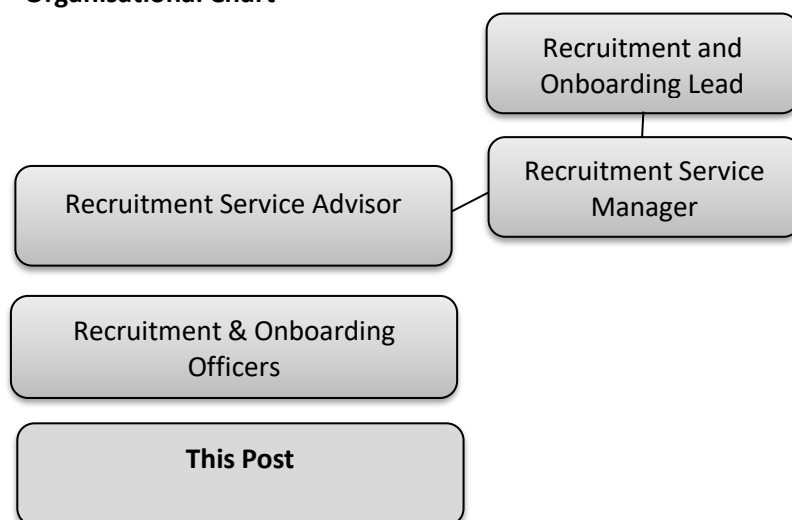 Organisational Chart
Recruitment and
Onboarding Lead
Recruitment Service
Manager
Recruitment Service Advisor
Recruitment & Onboarding
Officers
This Post